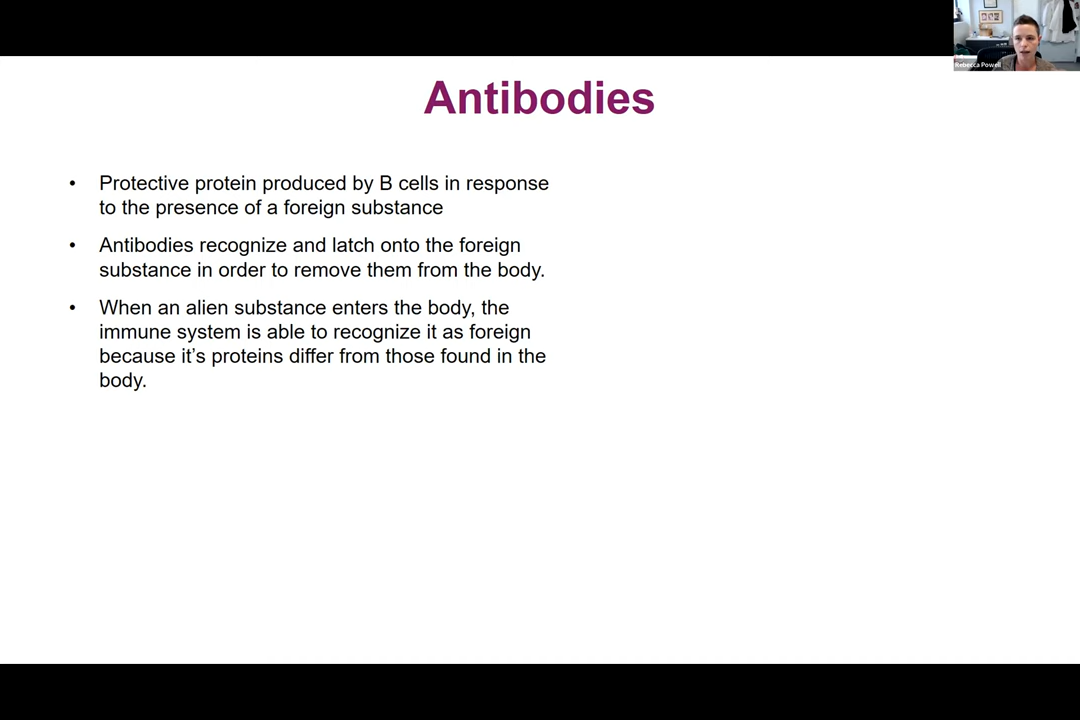 Rebecca Powell
Antibodies
• Protective protein produced by B cells in response
to the presence of a foreign substance
• Antibodies recognize and latch onto the foreign
substance in order to remove them from the body.
• When an alien substance enters the body, the
immune system is able to recognize it as foreign
because it’s proteins differ from those found in the
body.